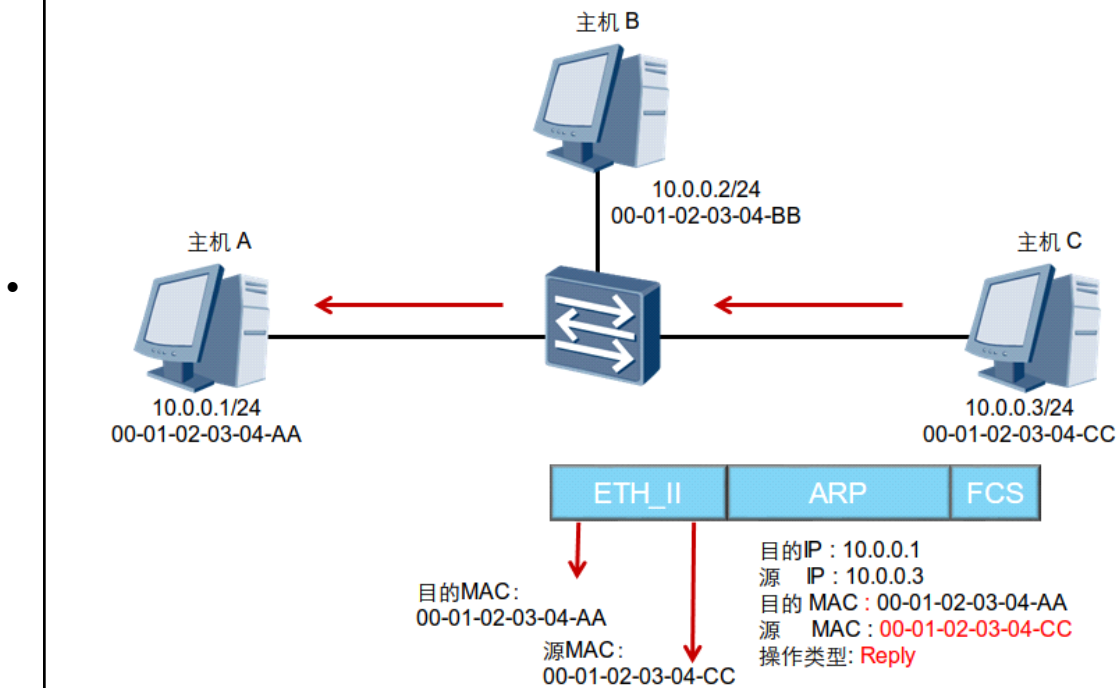 主机 B
10.0.0.2/24
00-01-02-03-04-BB
主机 A
主机 C
10.0.0.1/24
00-01-02-03-04-AA
10.0.0.3/24
00-01-02-03-04-CC
ETH_II ARP FCS
目的MAC：
00-01-02-03-04-AA
源MAC：
00-01-02-03-04-CC
目的IP : 10.0.0.1
源 IP : 10.0.0.3
目的 MAC : 00-01-02-03-04-AA
源 MAC : 00-01-02-03-04-CC
操作类型: Reply